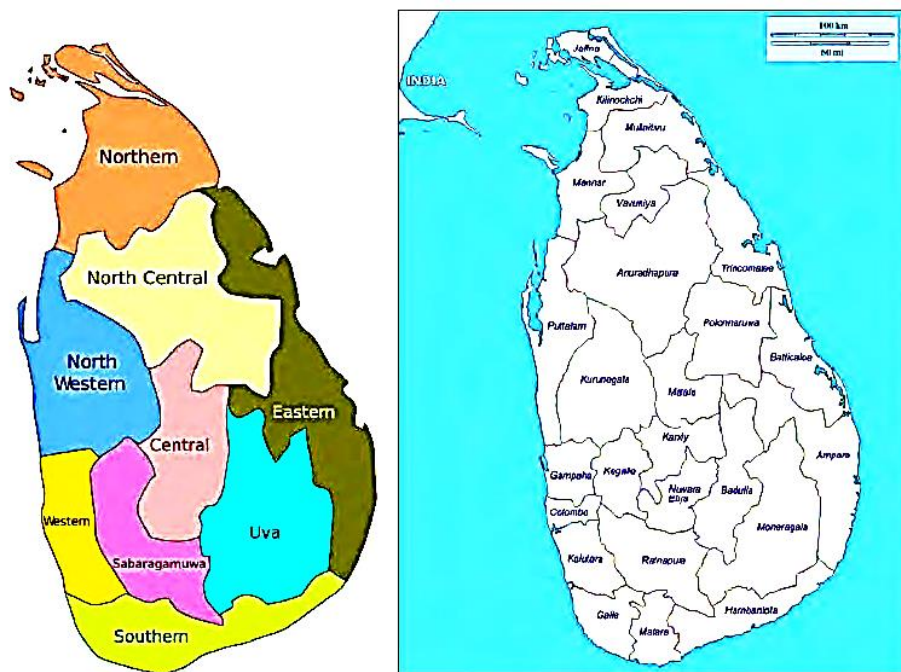 Northern
North Central
North
Western
Eastern
Central
Western
Uva
Sabaragamuwa
Southern
100 km
60 mi
INDIA
Jaffna
Kilinochchi
Mullaitivu
Mannar
Vavuniya
Anuradhapura
Trincomalee
Puttalam
Polonnaruwa
Batticaloa
Kurunegala
Matale
Kandy
Ampara
Gampaha
Kegalle
Nuwara
Eliya
Badulla
Moneragala
Colombo
Kalutara
Ratnapura
Hambantota
Galle
Matara